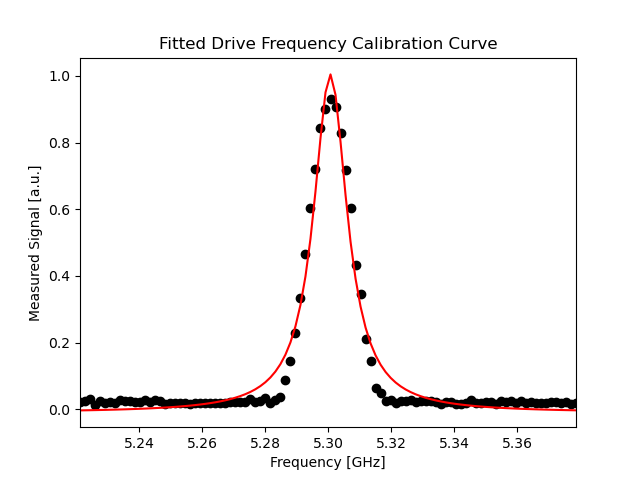 Fitted Drive Frequency Calibration Curve
Measured Signal [a.u.]
1.0
0.8
0.6
0.4
0.2
0.0
5.24 5.26 5.28 5.30 5.32 5.34 5.36
Frequency [GHz]